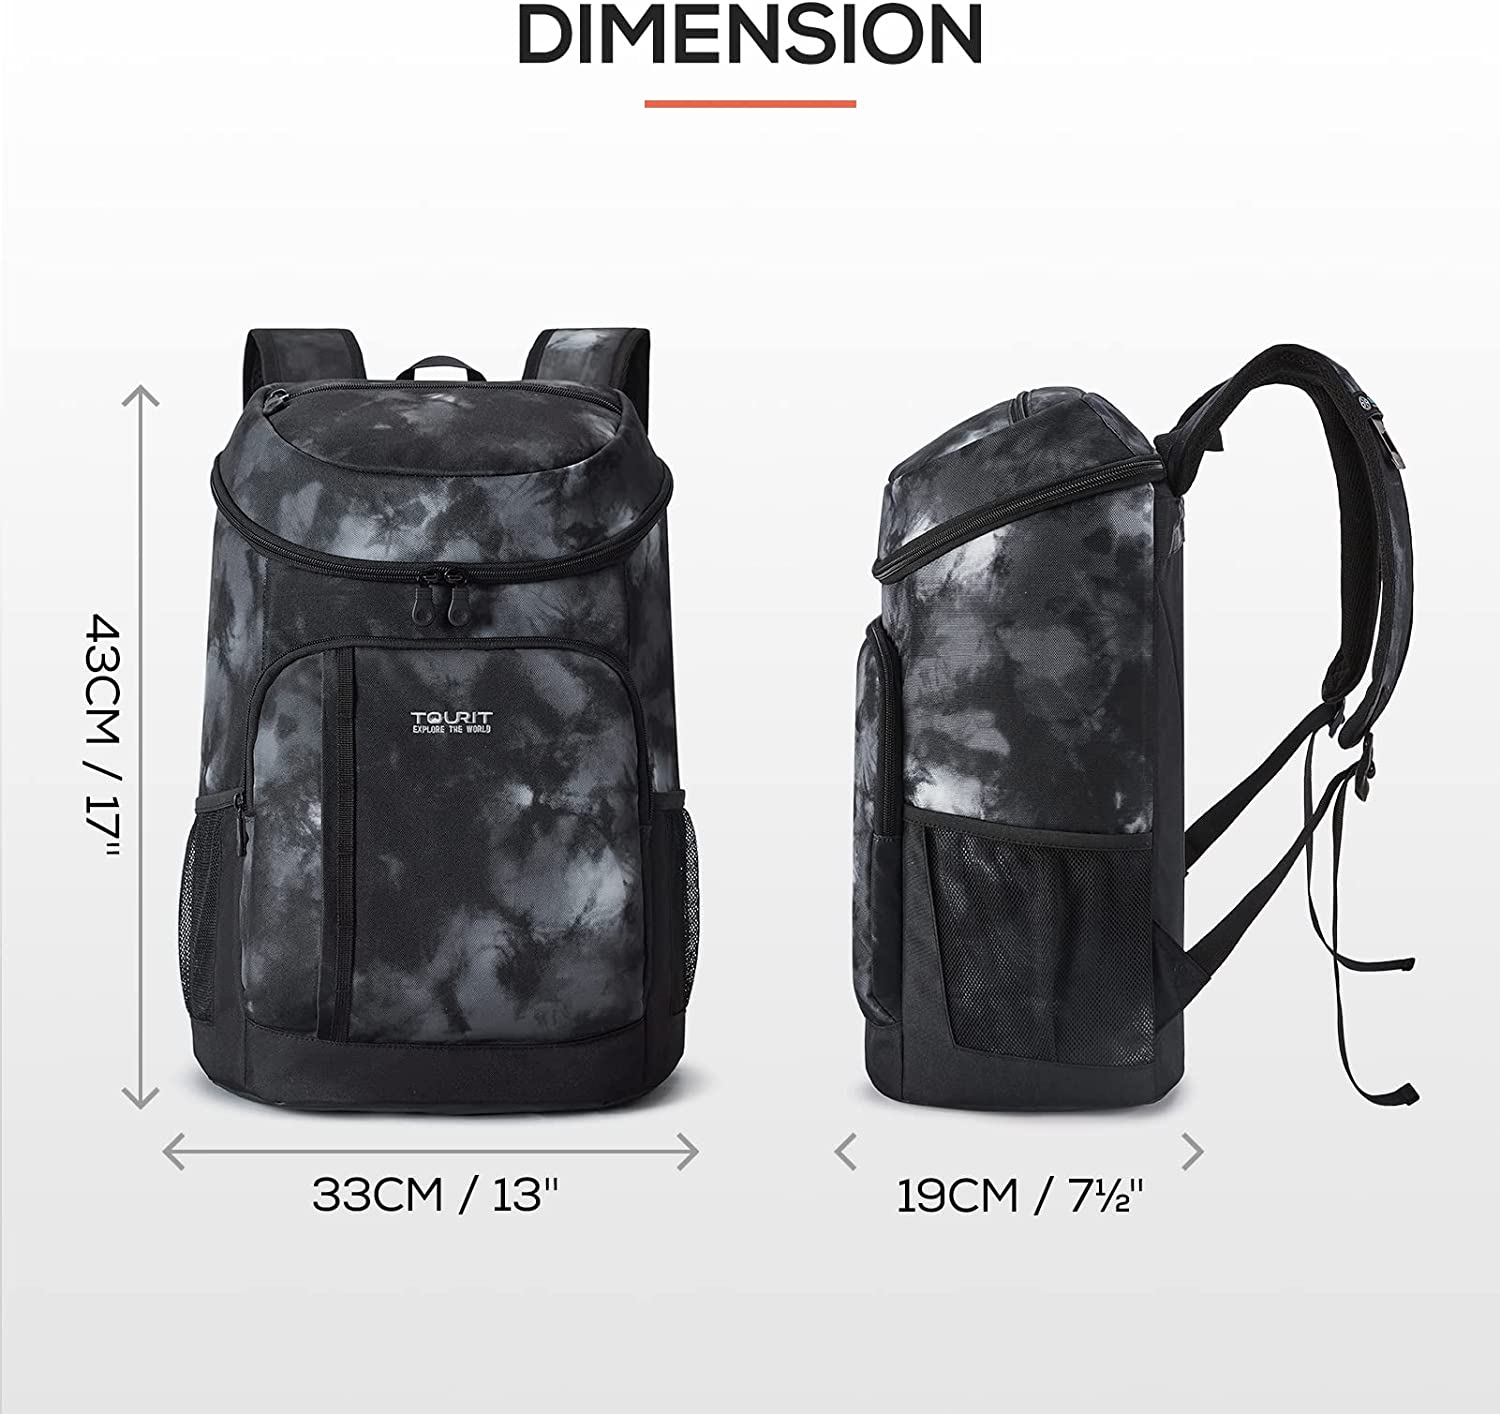 DIMENSION
43CM / 17"
TOURIT
EXPLORE THE WORLD
33CM / 13"
19CM / 7½"